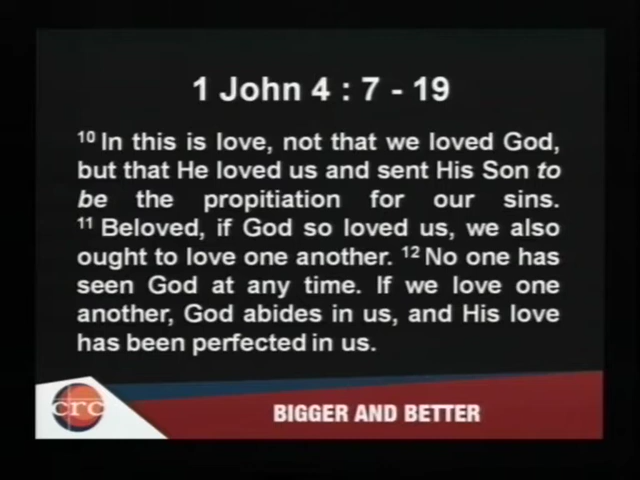 1 John 4 : 7 - 19
10 In this is love, not that we loved God,
but that He loved us and sent His Son to
be the propitiation for our sins.
11 Beloved, if God so loved us, we also
ought to love one another. 12 No one has
seen God at any time. If we love one
another, God abides in us, and His love
has been perfected in us.
crc
BIGGER AND BETTER